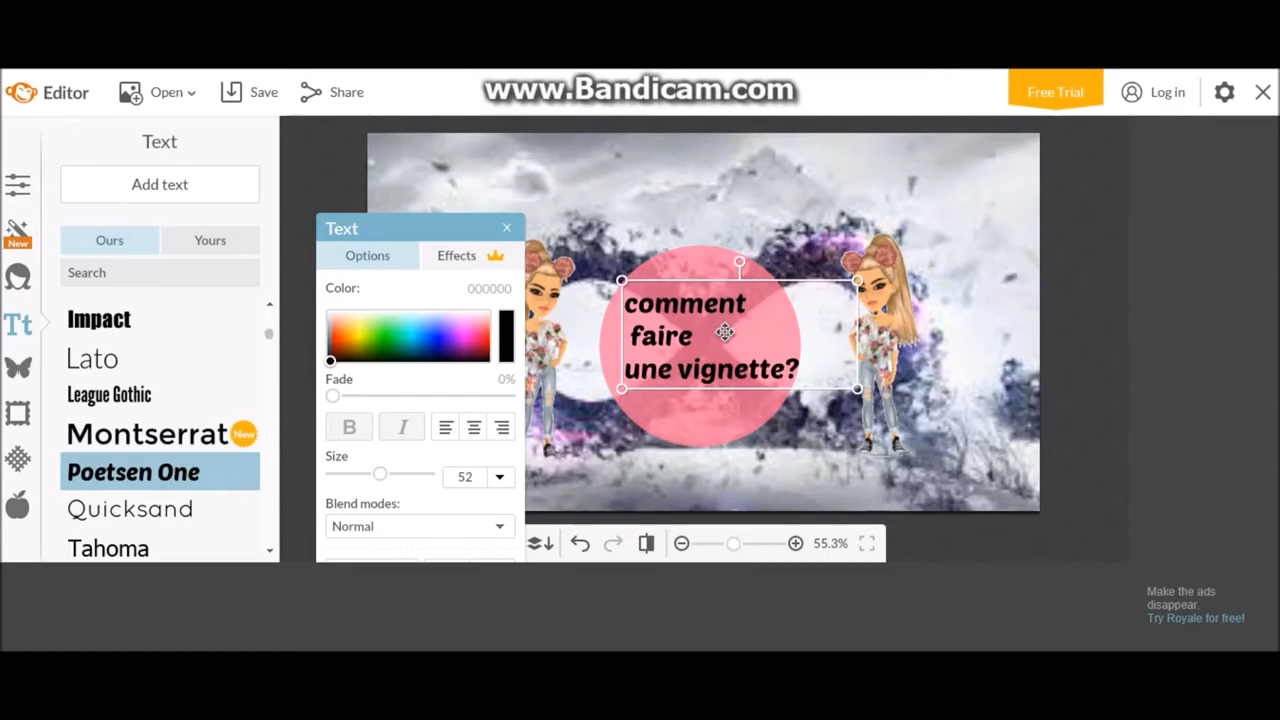 www.Bandicam.com
Editor
Open
Save
Share
Free Trial
Log in
Text
Add text
Ours
Yours
Search
Impact
Lato
League Gothic
Montserrat
New
Poetsen One
Quicksand
Tahoma
New
Text
Options
Effects
Color:
000000
Fade
0%
B
I
Size
52
Blend modes:
Normal
comment
faire
une vignette?
55.3%
Make the ads
disappear.
Try Royale for free!